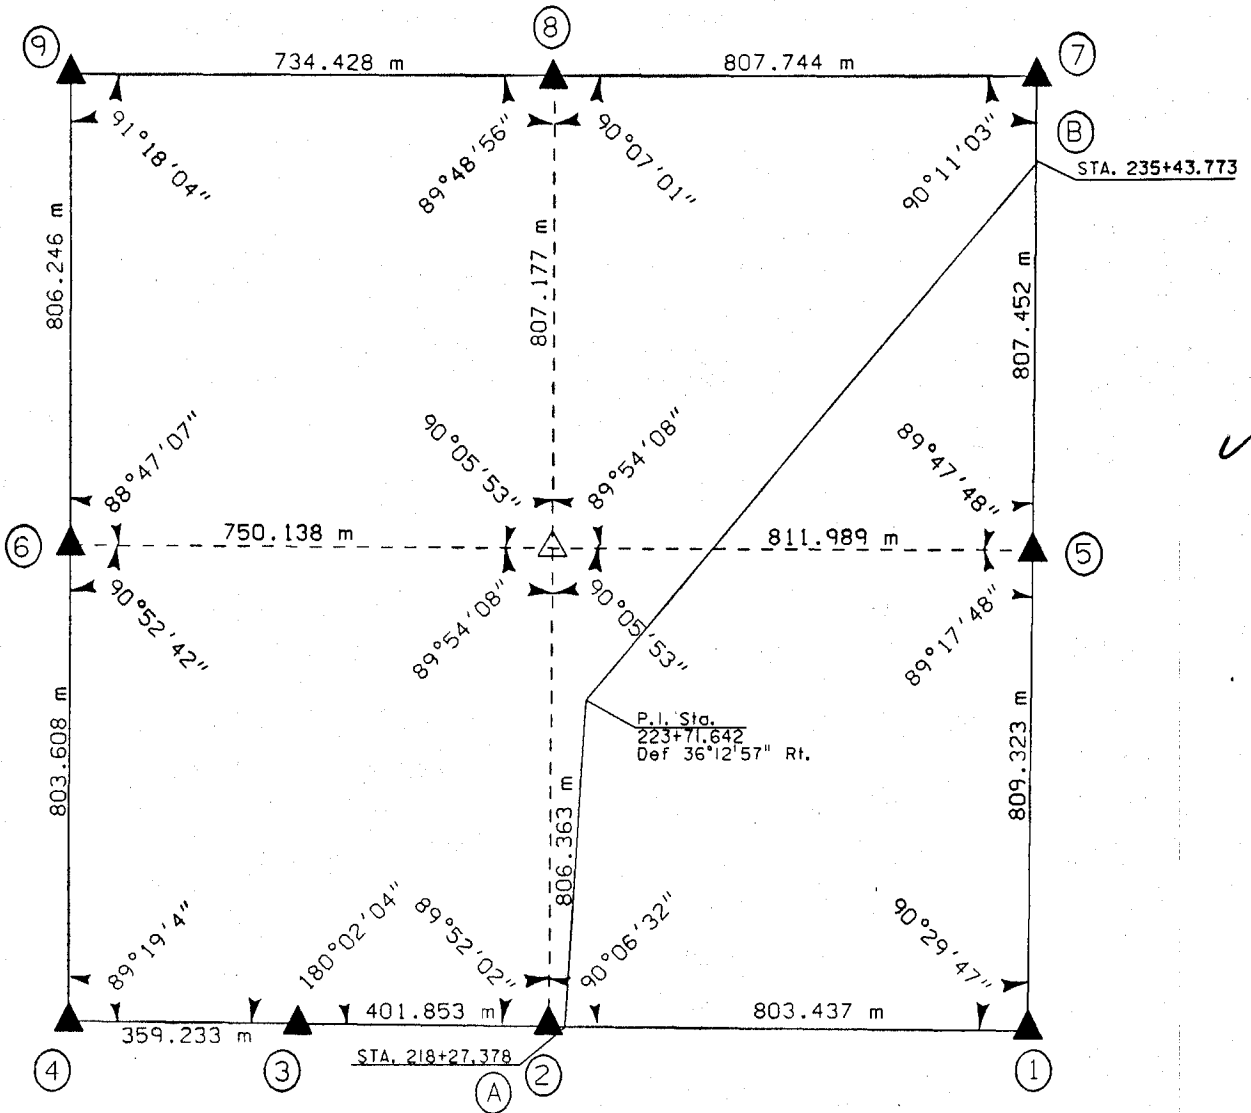 9
8
7
734.428 m
807.744 m
B
STA. 235+43.773
91°18'04"
89°48'56"
90°07'01"
90°11'03"
806.246 m
807.177 m
807.452 m
88°47'07"
90°05'53"
89°54'08"
89°47'48"
6
750.138 m
811.989 m
5
90°52'42"
89°54'08"
90°05'53"
89°17'48"
P.I. Sta.
223+71.642
Def 36°12'57" Rt.
803.608 m
806.363 m
809.323 m
89°19'4"
180°02'04"
89°52'02"
90°06'32"
90°29'47"
359.233 m
401.853 m
803.437 m
STA. 218+27.378
4
3
A
2
1